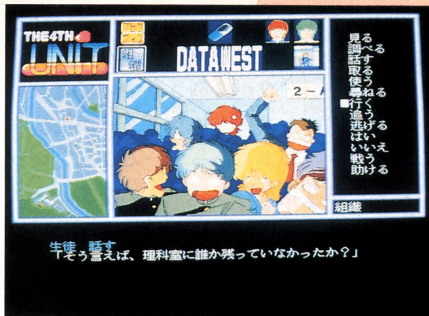 THE4TH
UNIT
DATAWEST
2-A
見る
調べる
話す
取る
使う
尋ねる
■行く
追う
逃げる
はい
いいえ
戦う
助ける
組織
生徒 話す
「そう言えば、理科室に誰か残っていなかったか?」